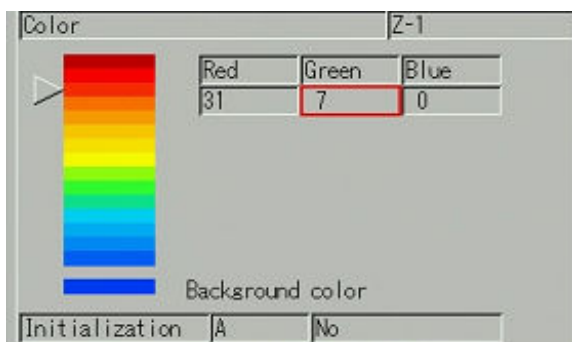 Color Z-1
Red Green Blue
31 7 0
Background color
Initialization A No